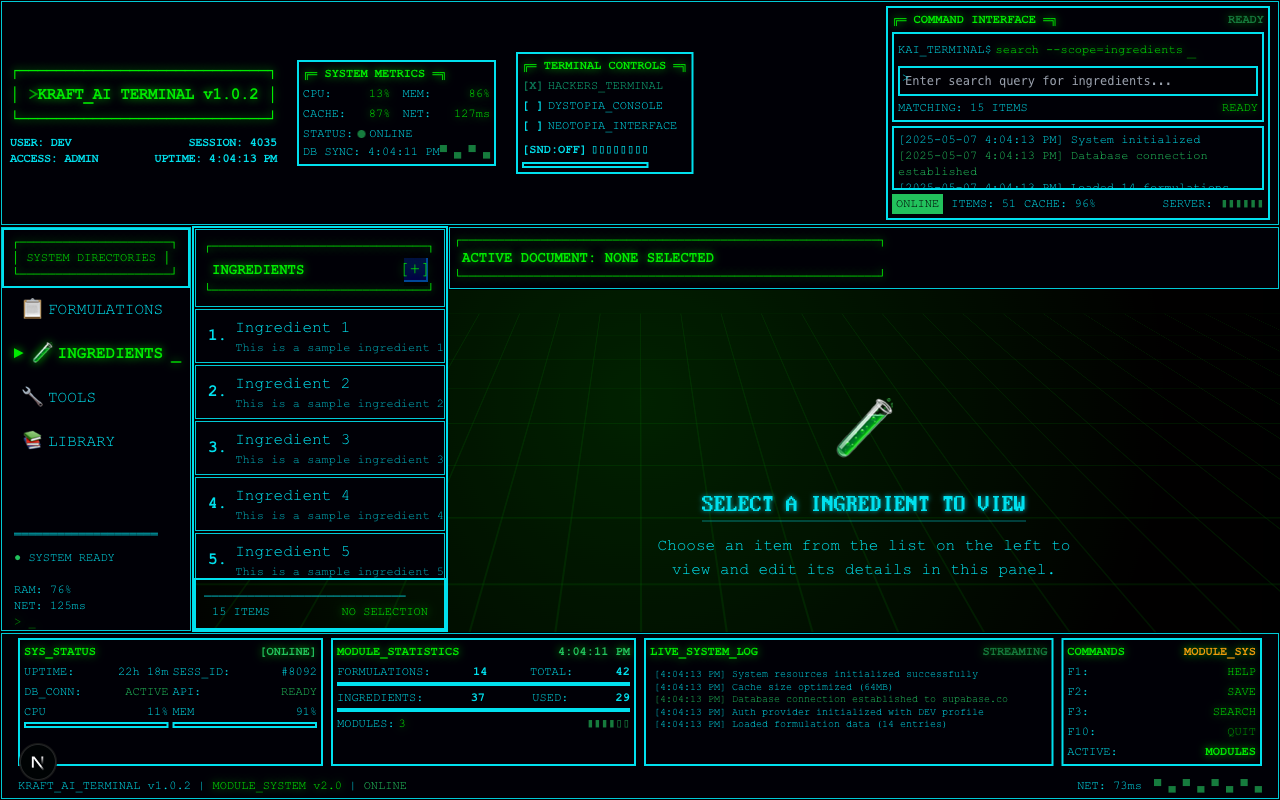 ╔═ COMMAND INTERFACE ═╗ READY
KAI_TERMINAL$ search --scope=ingredients_
Enter search query for ingredients...
MATCHING: 15 ITEMS READY
[2025-05-07 4:04:13 PM] System initialized
[2025-05-07 4:04:13 PM] Database connection
established
[2025-05-07 4:04:13 PM] Loaded 14 formulations
ONLINE ITEMS: 51 CACHE: 96% SERVER: ▮▮▮▮▮▮
>KRAFT_AI TERMINAL v1.0.2
USER: DEV SESSION: 4035
ACCESS: ADMIN UPTIME: 4:04:13 PM
╔═ SYSTEM METRICS ═╗
CPU: 13% MEM: 86%
CACHE: 87% NET: 127ms
STATUS: ● ONLINE
DB SYNC: 4:04:11 PM
╔═ TERMINAL CONTROLS ═╗
[X] HACKERS_TERMINAL
[ ] DYSTOPIA_CONSOLE
[ ] NEOTOPIA_INTERFACE
[SND:OFF] ▯▯▯▯▯▯▯▯
SYSTEM DIRECTORIES
📋 FORMULATIONS
▶ 🧪 INGREDIENTS _
🔧 TOOLS
📚 LIBRARY
● SYSTEM READY
RAM: 76%
NET: 125ms
> _
INGREDIENTS [+]
1. Ingredient 1
This is a sample ingredient 1
2. Ingredient 2
This is a sample ingredient 2
3. Ingredient 3
This is a sample ingredient 3
4. Ingredient 4
This is a sample ingredient 4
5. Ingredient 5
This is a sample ingredient 5
15 ITEMS NO SELECTION
ACTIVE DOCUMENT: NONE SELECTED
SELECT A INGREDIENT TO VIEW
Choose an item from the list on the left to
view and edit its details in this panel.
SYS_STATUS [ONLINE]
UPTIME: 22h 18m SESS_ID: #8092
DB_CONN: ACTIVE API: READY
CPU 11% MEM 91%
MODULE_STATISTICS 4:04:11 PM
FORMULATIONS: 14 TOTAL: 42
INGREDIENTS: 37 USED: 29
MODULES: 3 ▮▮▮▮▯▯
LIVE_SYSTEM_LOG STREAMING
[4:04:13 PM] System resources initialized successfully
[4:04:13 PM] Cache size optimized (64MB)
[4:04:13 PM] Database connection established to supabase.co
[4:04:13 PM] Auth provider initialized with DEV profile
[4:04:13 PM] Loaded formulation data (14 entries)
COMMANDS MODULE_SYS
F1: HELP
F2: SAVE
F3: SEARCH
F10: QUIT
ACTIVE: MODULES
N
KRAFT_AI_TERMINAL v1.0.2 | MODULE_SYSTEM v2.0 | ONLINE
NET: 73ms